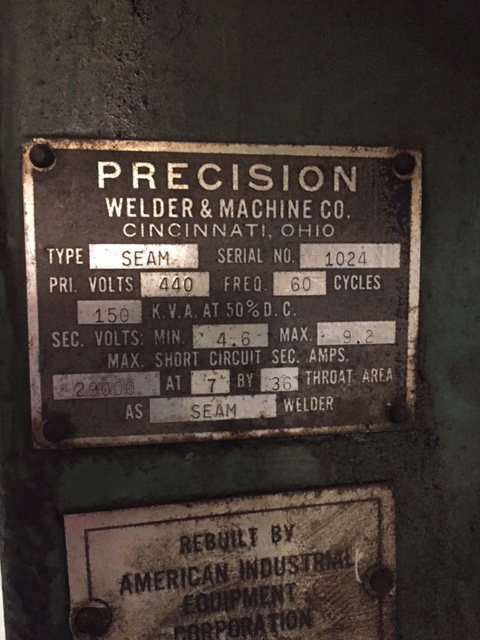 PRECISION
WELDER & MACHINE CO.
CINCINNATI, OHIO
TYPE SEAM SERIAL NO. 1024
PRI. VOLTS 440 FREQ. 60 CYCLES
150 K.V.A. AT 50% D.C.
SEC. VOLTS: MIN. 4.6 MAX. 9.2
MAX. SHORT CIRCUIT SEC. AMPS.
29000 AT 7 BY 36 THROAT AREA
AS SEAM WELDER
REBUILT BY
AMERICAN INDUSTRIAL
EQUIPMENT
CORPORATION